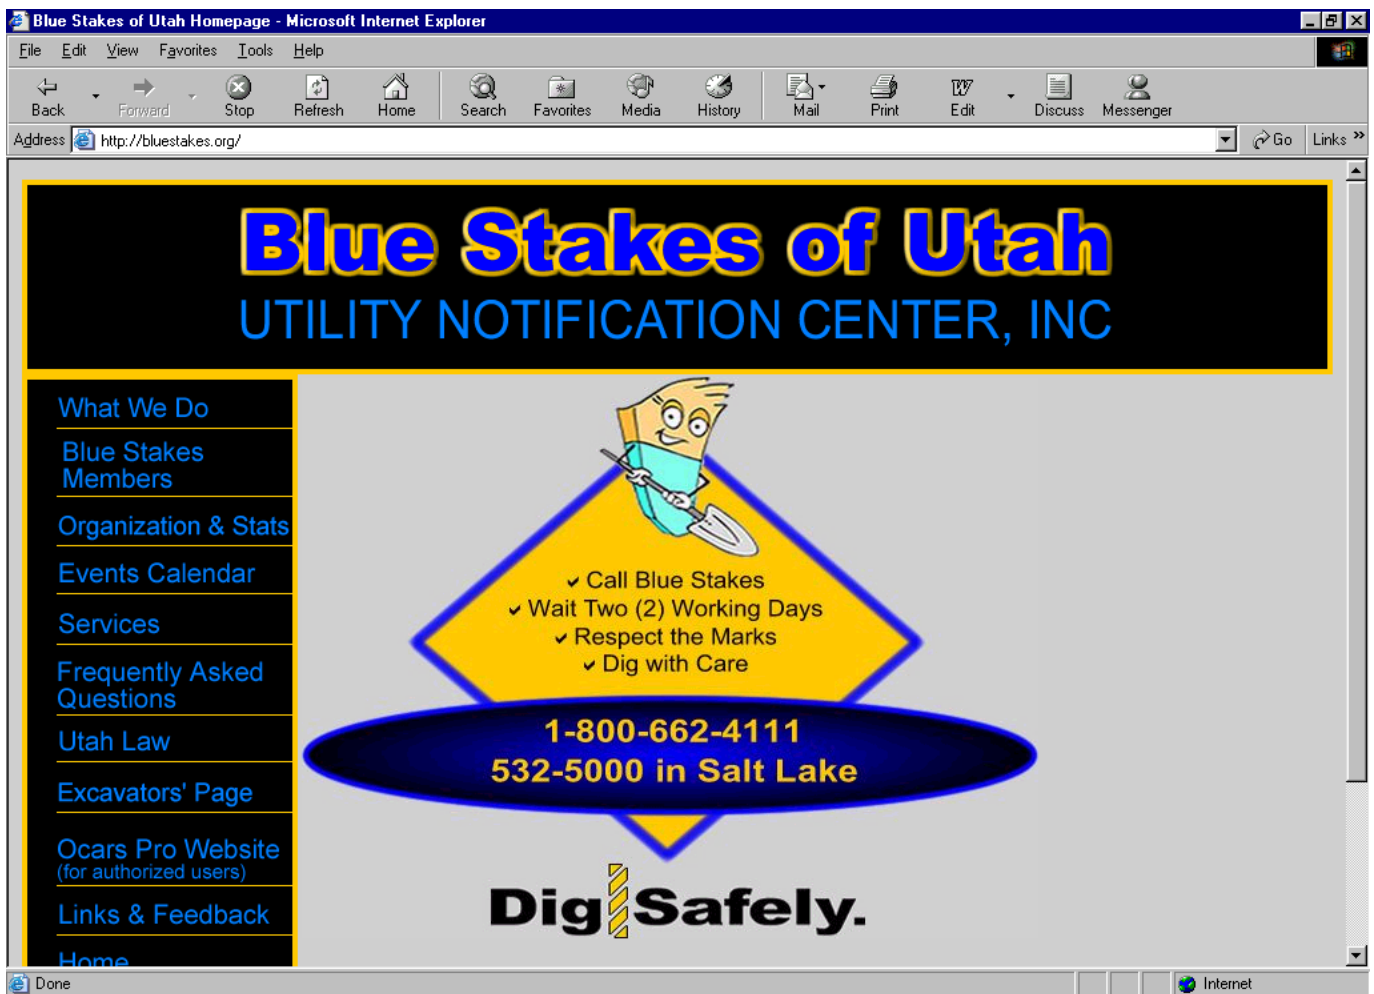 Blue Stakes of Utah Homepage - Microsoft Internet Explorer
File Edit View Favorites Tools Help
Back Forward Stop Refresh Home Search Favorites Media History Mail Print Edit Discuss Messenger
Address http://bluestakes.org/ Go Links »
Blue Stakes of Utah
UTILITY NOTIFICATION CENTER, INC
What We Do
Blue Stakes
Members
Organization & Stats
Events Calendar
Services
Frequently Asked
Questions
Utah Law
Excavators' Page
Ocars Pro Website
(for authorized users)
Links & Feedback
Home
Call Blue Stakes
Wait Two (2) Working Days
Respect the Marks
Dig with Care
1-800-662-4111
532-5000 in Salt Lake
Dig Safely.
Done Internet